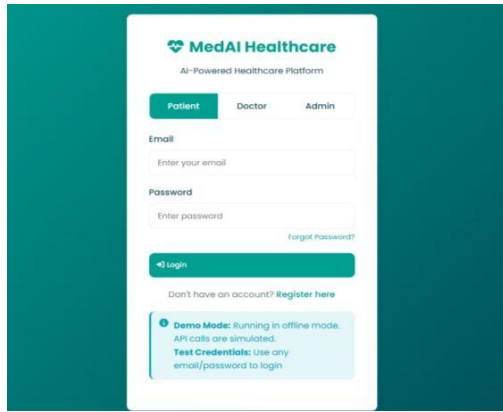 MedAI Healthcare
AI-Powered Healthcare Platform
Patient Doctor Admin
Email
Enter your email
Password
Enter password
Forgot Password?
Login
Don't have an account? Register here
Demo Mode: Running in offline mode.
API calls are simulated.
Test Credentials: Use any
email/password to login